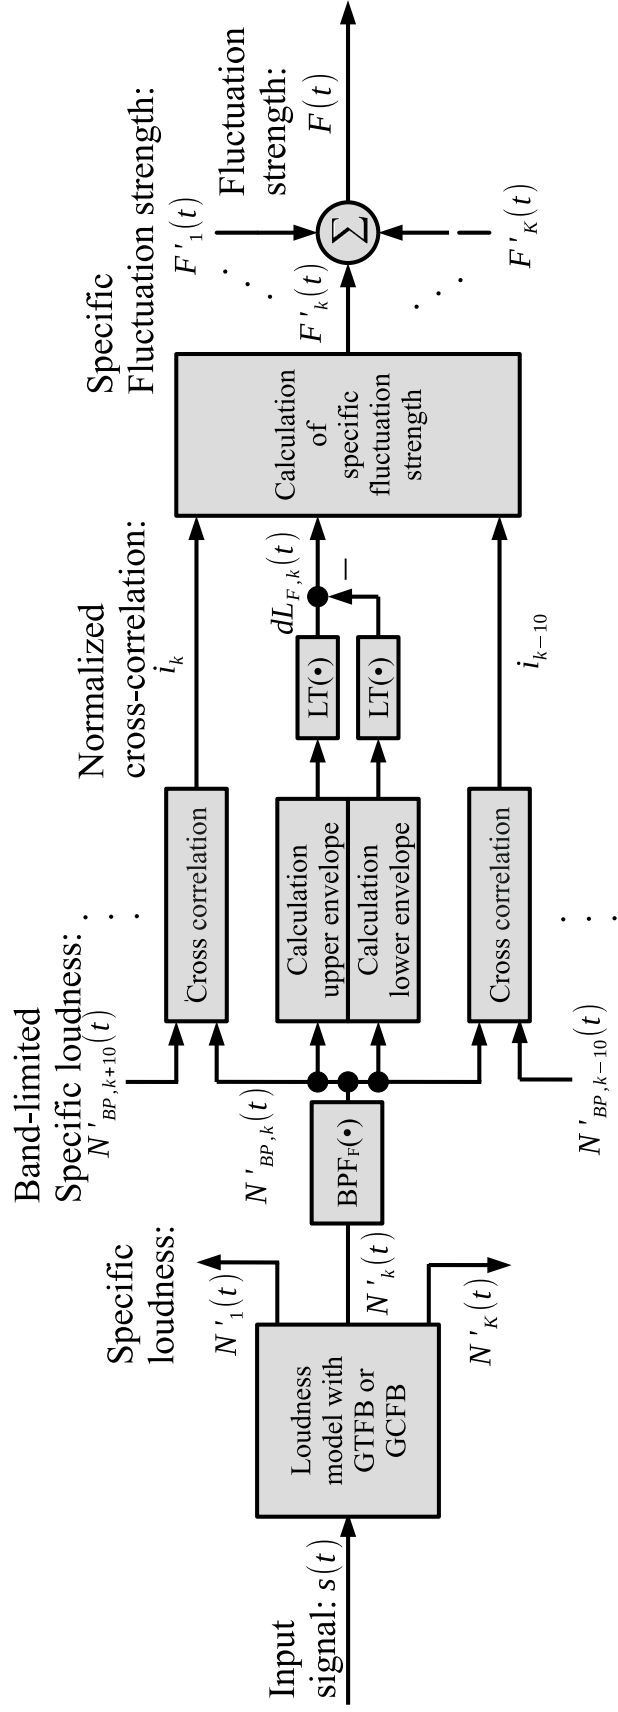 Input
signal: s(t)
Loudness
model with
GTFB or
GCFB
Specific
loudness:
N'1(t)
N'k(t)
N'K(t)
BPFF(•)
Band-limited
Specific loudness:
N'BP,k+10(t)
N'BP,k(t)
N'BP,k−10(t)
. . .
Cross correlation
Calculation
upper envelope
Calculation
lower envelope
Cross correlation
. . .
Normalized
cross-correlation:
ik
LT(•)
LT(•)
dLF,k(t)
−
ik−10
Calculation
of
specific
fluctuation
strength
Specific
Fluctuation strength:
F'1(t)
. . .
F'k(t)
. . .
F'K(t)
Σ
Fluctuation
strength:
F(t)